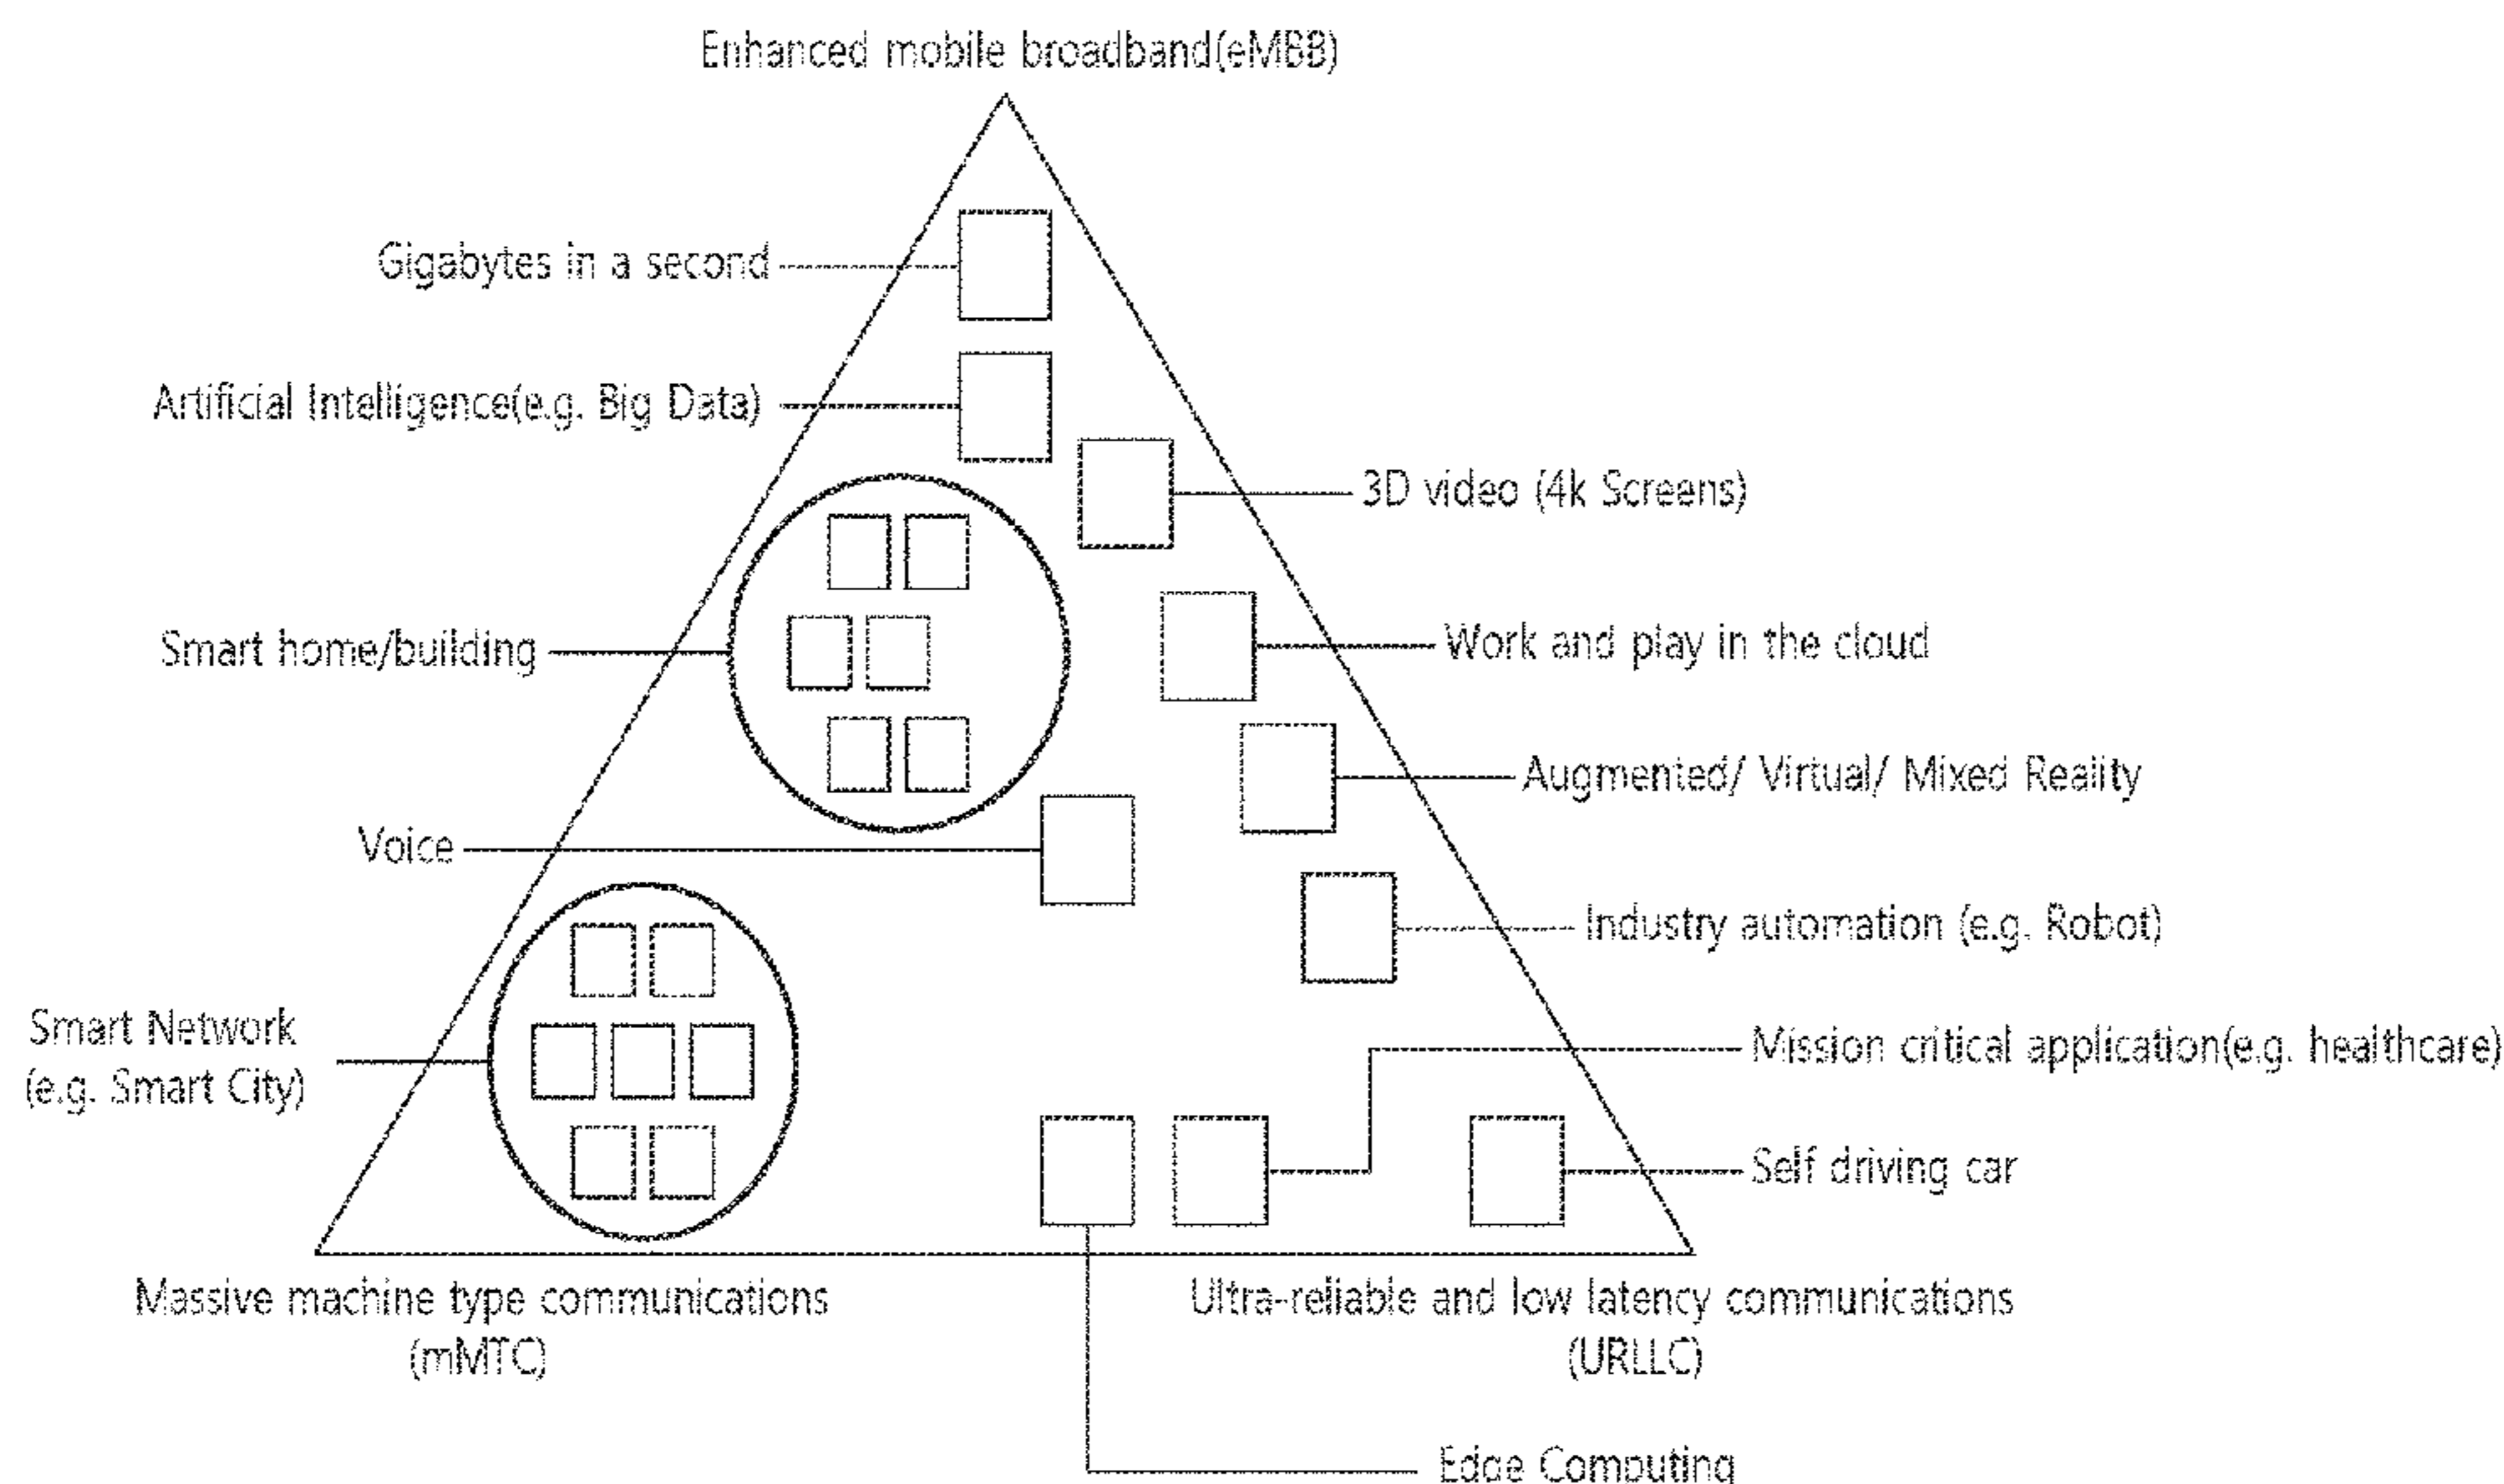 Enhanced mobile broadband(eMBB)
Gigabytes in a second
Artificial Intelligence(e.g. Big Data)
3D video (4k Screens)
Smart home/building
Work and play in the cloud
Augmented/ Virtual/ Mixed Reality
Voice
Industry automation (e.g. Robot)
Smart Network
(e.g. Smart City)
Mission critical application(e.g. healthcare)
Self driving car
Massive machine type communications
(mMTC)
Ultra-reliable and low latency communications
(URLLC)
Edge Computing